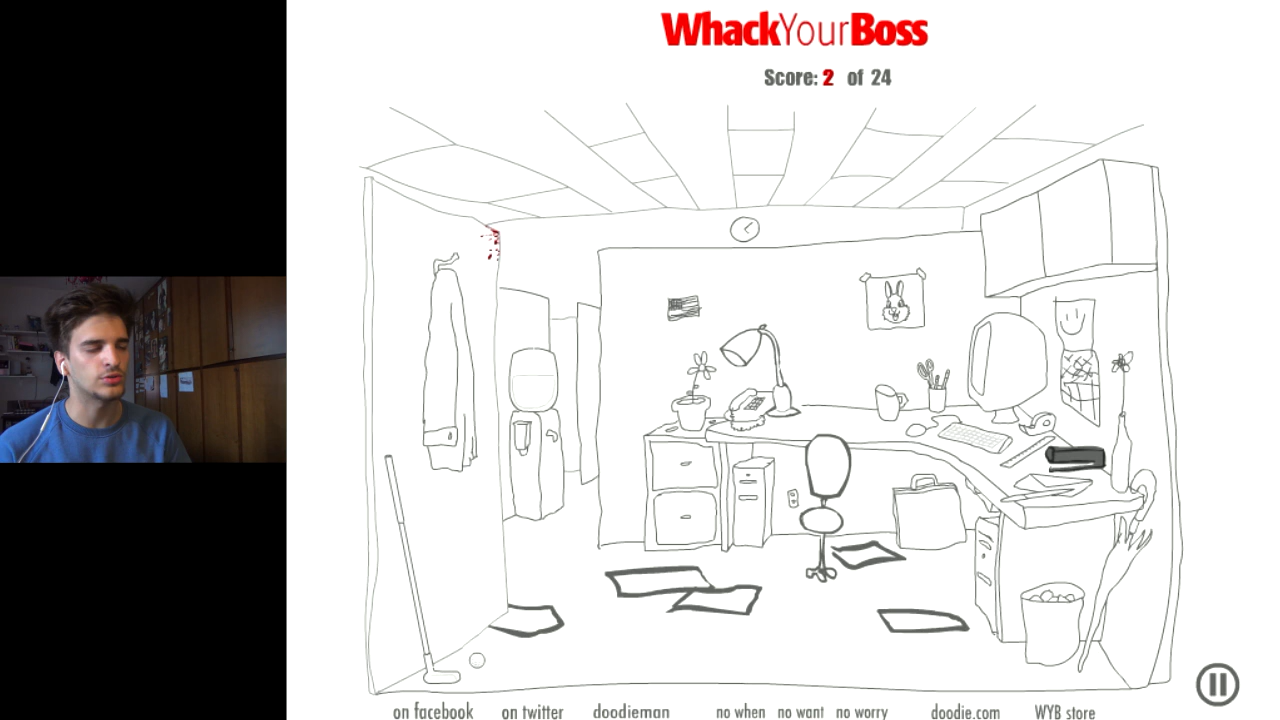 WhackYourBoss
Score: 2 of 24
on facebook on twitter doodieman no when no want no worry doodie.com WYB store